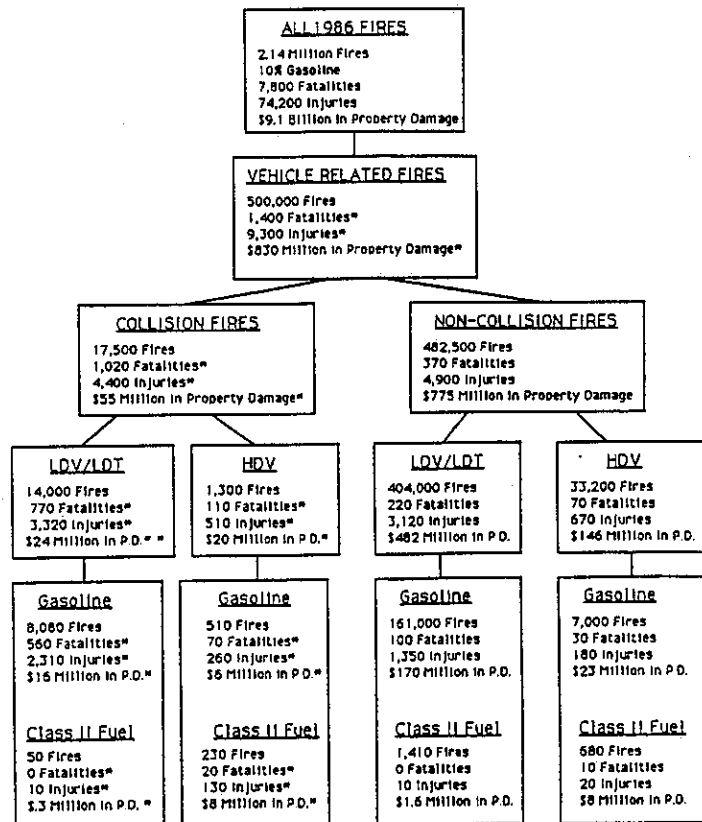 ALL 1986 FIRES
2.14 Million Fires
10% Gasoline
7,800 Fatalities
74,200 Injuries
$9.1 Billion in Property Damage
VEHICLE RELATED FIRES
500,000 Fires
1,400 Fatalities*
9,300 Injuries*
$830 Million in Property Damage*
COLLISION FIRES
17,500 Fires
1,020 Fatalities*
4,400 Injuries*
$55 Million in Property Damage*
NON-COLLISION FIRES
482,500 Fires
370 Fatalities
4,900 Injuries
$775 Million in Property Damage
LDV/LDT
14,000 Fires
770 Fatalities*
3,320 Injuries*
$24 Million in P.D.* *
HDV
1,300 Fires
110 Fatalities*
510 Injuries*
$20 Million in P.D.*
LDV/LDT
404,000 Fires
220 Fatalities
3,120 Injuries
$482 Million in P.D.
HDV
33,200 Fires
70 Fatalities
670 Injuries
$146 Million in P.D.
Gasoline
8,080 Fires
560 Fatalities*
2,310 Injuries*
$16 Million in P.D.*
Class II Fuel
50 Fires
0 Fatalities*
10 Injuries*
$.3 Million in P.D. *
Gasoline
510 Fires
70 Fatalities*
260 Injuries*
$6 Million in P.D.*
Class II Fuel
230 Fires
20 Fatalities*
130 Injuries*
$8 Million in P.D.*
Gasoline
161,000 Fires
100 Fatalities
1,350 Injuries
$170 Million in P.D.
Class II Fuel
1,410 Fires
0 Fatalities
10 Injuries
$1.6 Million in P.D.
Gasoline
7,000 Fires
30 Fatalities
180 Injuries
$23 Million in P.D.
Class II Fuel
680 Fires
10 Fatalities
20 Injuries
$8 Million in P.D.